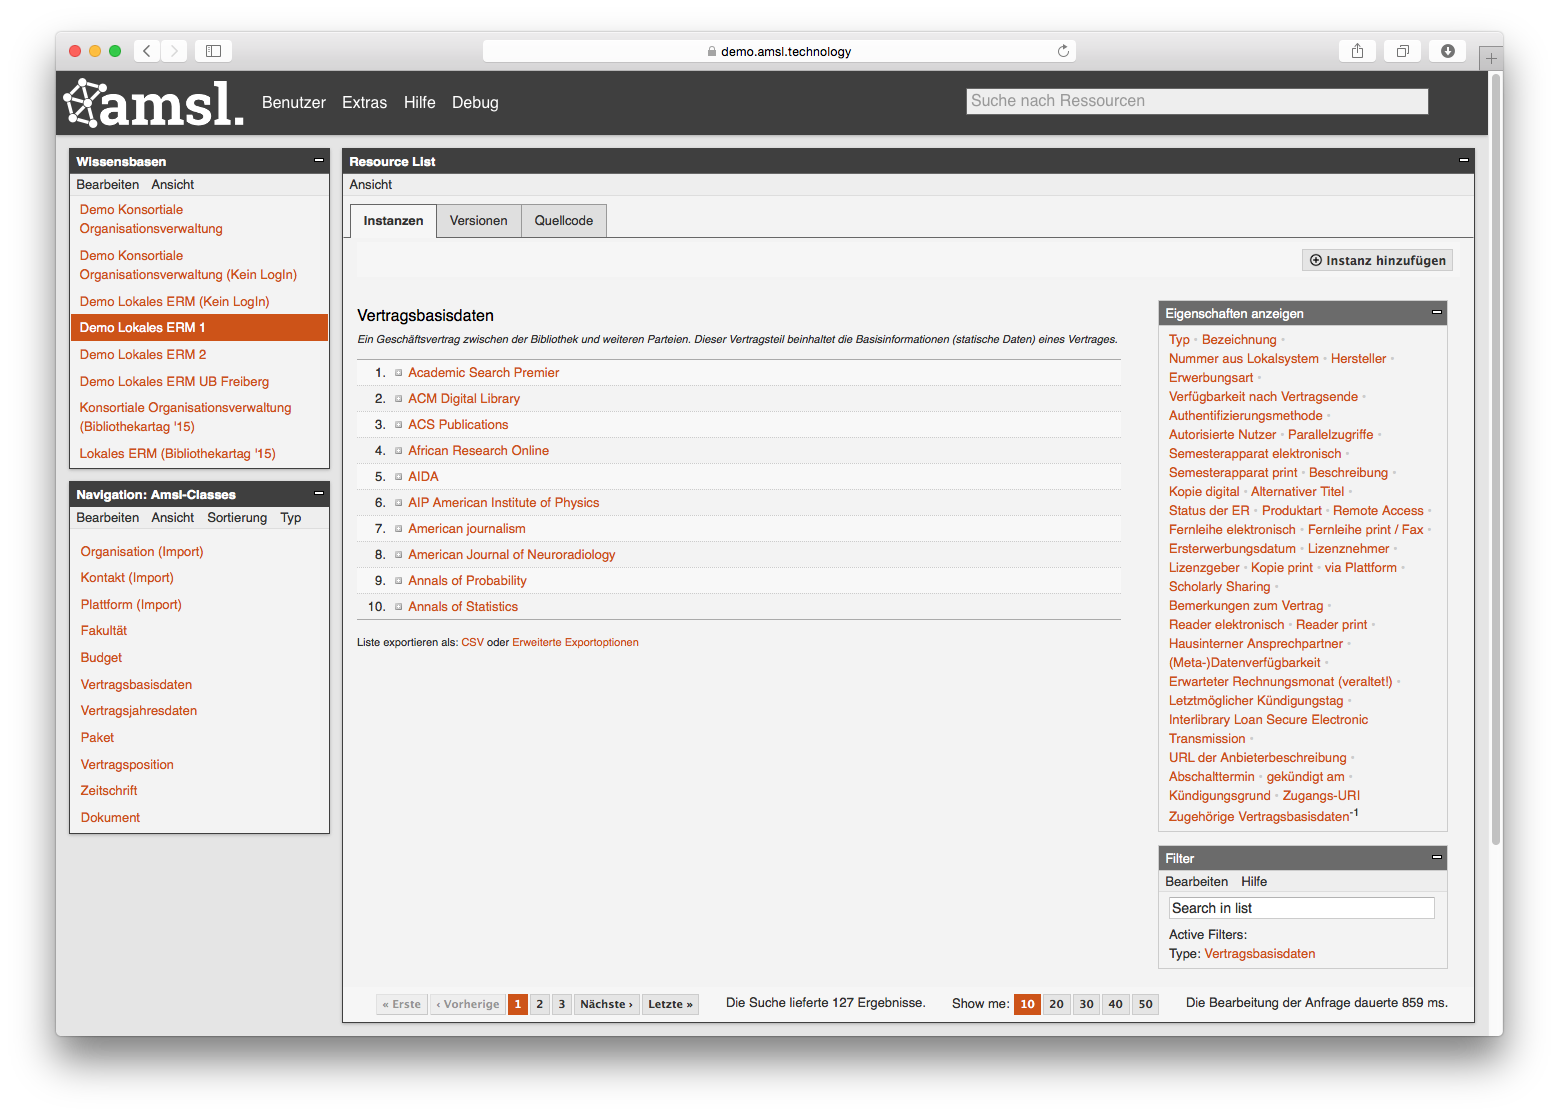 demo.amsl.technology
amsl.
Benutzer Extras Hilfe Debug
Suche nach Ressourcen
Wissensbasen
Bearbeiten Ansicht
Demo Konsortiale
Organisationsverwaltung
Demo Konsortiale
Organisationsverwaltung (Kein LogIn)
Demo Lokales ERM (Kein LogIn)
Demo Lokales ERM 1
Demo Lokales ERM 2
Demo Lokales ERM UB Freiberg
Konsortiale Organisationsverwaltung
(Bibliothekartag '15)
Lokales ERM (Bibliothekartag '15)
Navigation: Amsl-Classes
Bearbeiten Ansicht Sortierung Typ
Organisation (Import)
Kontakt (Import)
Plattform (Import)
Fakultät
Budget
Vertragsbasisdaten
Vertragsjahresdaten
Paket
Vertragsposition
Zeitschrift
Dokument
Resource List
Ansicht
Instanzen Versionen Quellcode
Instanz hinzufügen
Vertragsbasisdaten
Ein Geschäftsvertrag zwischen der Bibliothek und weiteren Parteien. Dieser Vertragsteil beinhaltet die Basisinformationen (statische Daten) eines Vertrages.
1. Academic Search Premier
2. ACM Digital Library
3. ACS Publications
4. African Research Online
5. AIDA
6. AIP American Institute of Physics
7. American journalism
8. American Journal of Neuroradiology
9. Annals of Probability
10. Annals of Statistics
Liste exportieren als: CSV oder Erweiterte Exportoptionen
Eigenschaften anzeigen
Typ • Bezeichnung •
Nummer aus Lokalsystem • Hersteller •
Erwerbungsart •
Verfügbarkeit nach Vertragsende •
Authentifizierungsmethode •
Autorisierte Nutzer • Parallelzugriffe •
Semesterapparat elektronisch •
Semesterapparat print • Beschreibung •
Kopie digital • Alternativer Titel •
Status der ER • Produktart • Remote Access •
Fernleihe elektronisch • Fernleihe print / Fax •
Ersterwerbungsdatum • Lizenznehmer •
Lizenzgeber • Kopie print • via Plattform •
Scholarly Sharing •
Bemerkungen zum Vertrag •
Reader elektronisch • Reader print •
Hausinterner Ansprechpartner •
(Meta-)Datenverfügbarkeit •
Erwarteter Rechnungsmonat (veraltet!) •
Letztmöglicher Kündigungstag •
Interlibrary Loan Secure Electronic
Transmission •
URL der Anbieterbeschreibung •
Abschalttermin • gekündigt am •
Kündigungsgrund • Zugangs-URI
Zugehörige Vertragsbasisdaten-1
Filter
Bearbeiten Hilfe
Search in list
Active Filters:
Type: Vertragsbasisdaten
« Erste ‹ Vorherige 1 2 3 Nächste › Letzte » Die Suche lieferte 127 Ergebnisse. Show me: 10 20 30 40 50 Die Bearbeitung der Anfrage dauerte 859 ms.